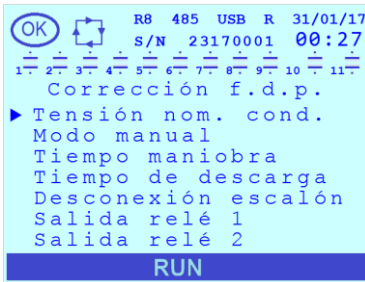 OK R8 485 USB R 31/01/17
S/N 23170001 00:27
1. 2. 3. 4. 5. 6. 7. 8. 9. 10 11.
Corrección f.d.p.
Tensión nom. cond.
Modo manual
Tiempo maniobra
Tiempo de descarga
Desconexión escalón
Salida relé 1
Salida relé 2
RUN